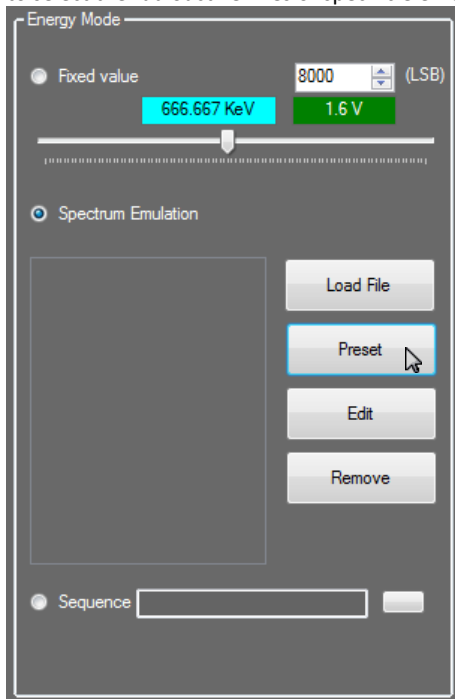 Energy Mode
Fixed value 8000 (LSB)
666.667 KeV 1.6 V
Spectrum Emulation
Load File
Preset
Edit
Remove
Sequence